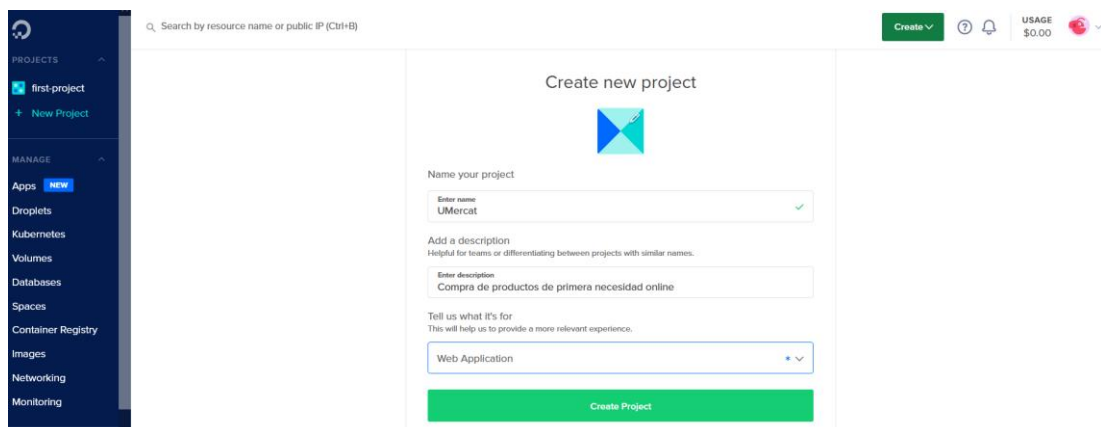 Search by resource name or public IP (Ctrl+B)
Create
USAGE
$0.00
PROJECTS
first-project
+ New Project
MANAGE
Apps NEW
Droplets
Kubernetes
Volumes
Databases
Spaces
Container Registry
Images
Networking
Monitoring
Create new project
Name your project
Enter name
UMercat
Add a description
Helpful for teams or differentiating between projects with similar names.
Enter description
Compra de productos de primera necesidad online
Tell us what it's for
This will help us to provide a more relevant experience.
Web Application *
Create Project